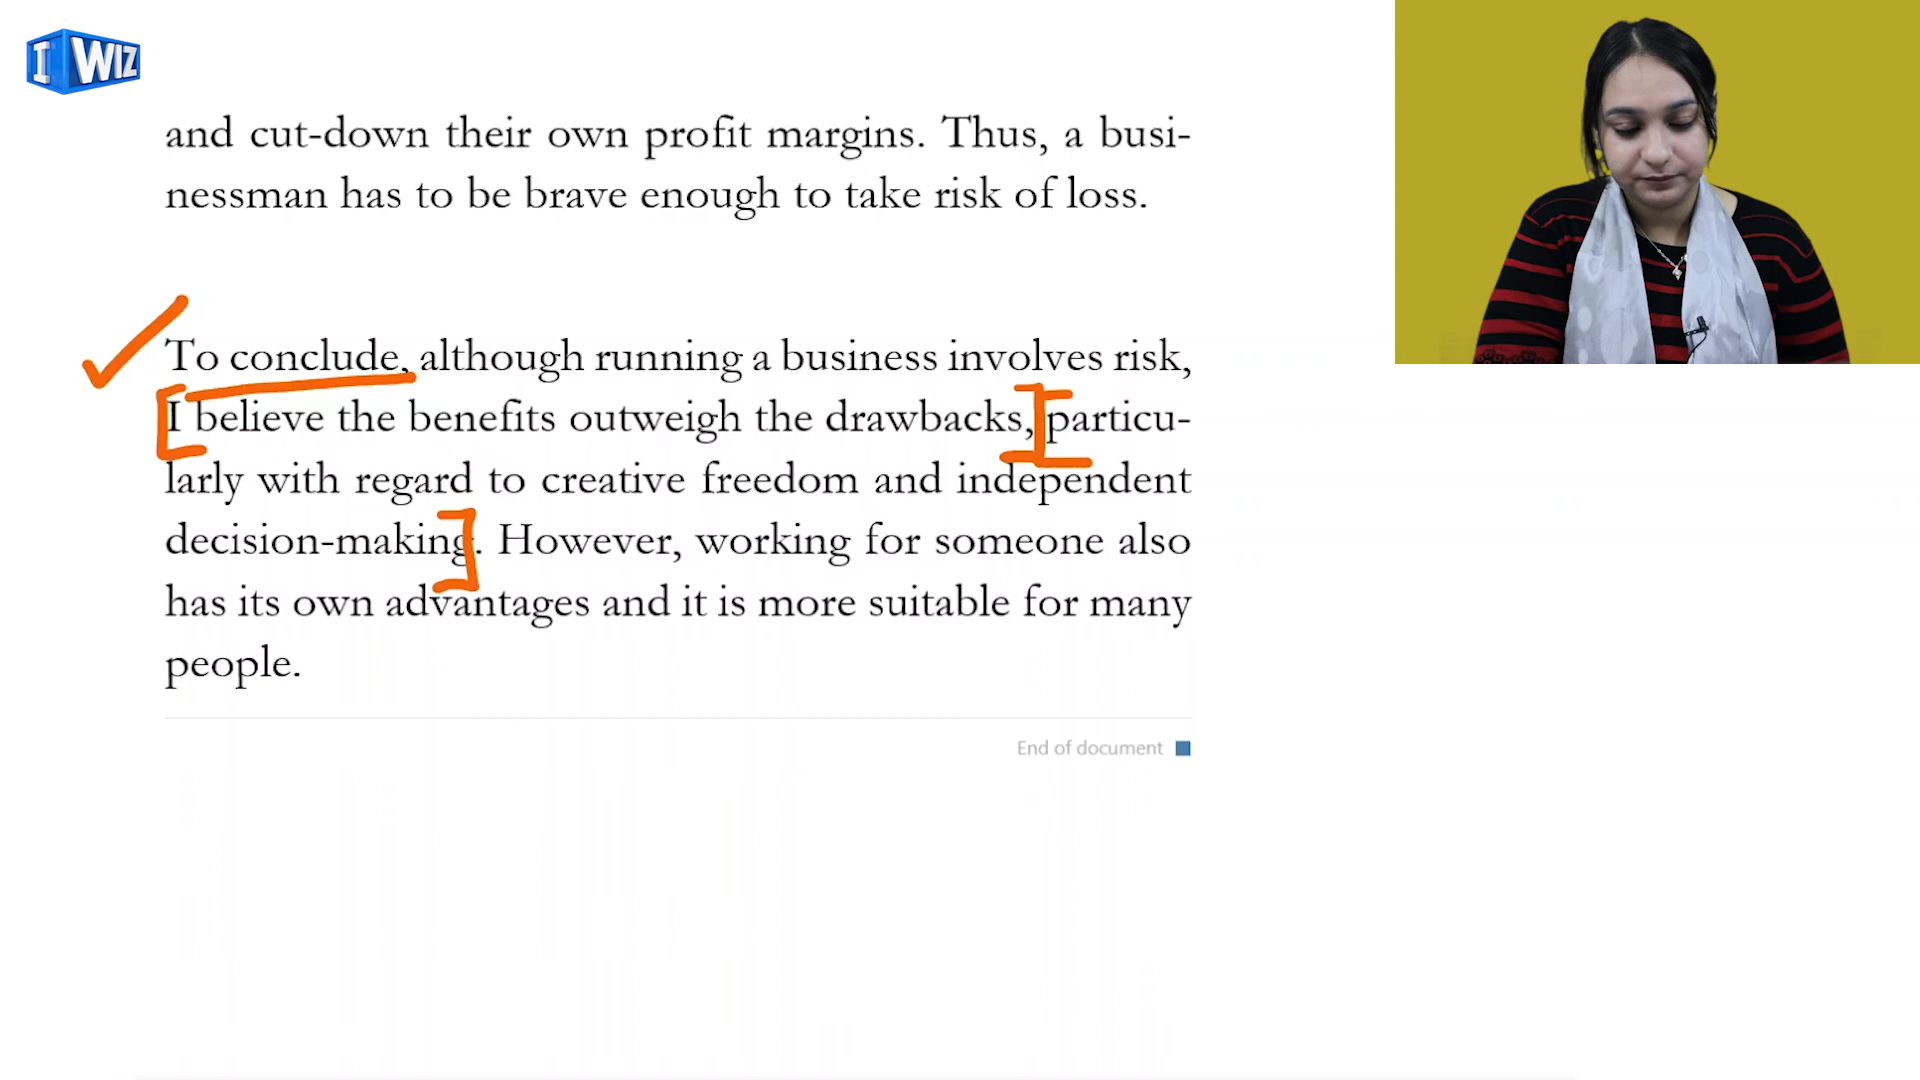 I WIZ
and cut-down their own profit margins. Thus, a busi-
nessman has to be brave enough to take risk of loss.
To conclude, although running a business involves risk,
I believe the benefits outweigh the drawbacks, particu-
larly with regard to creative freedom and independent
decision-making. However, working for someone also
has its own advantages and it is more suitable for many
people.
End of document